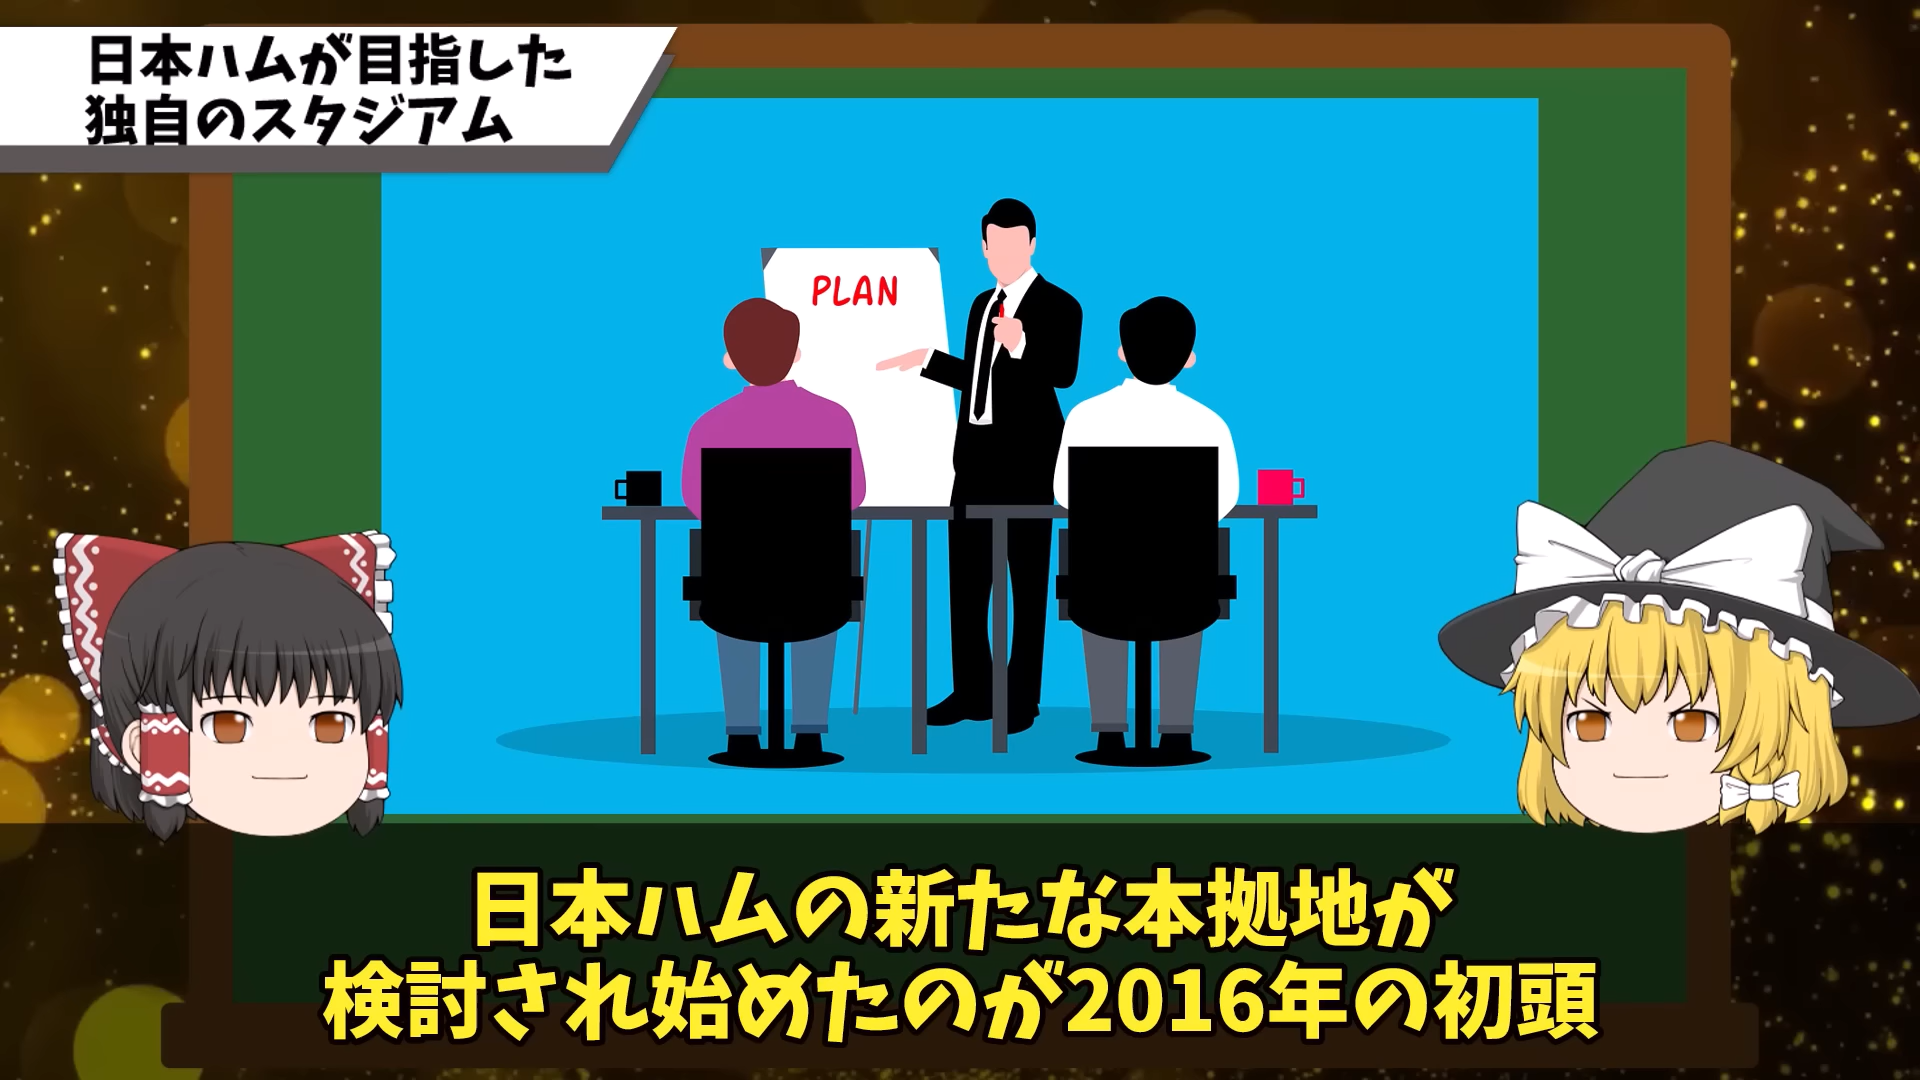 日本ハムが目指した
独自のスタジアム
PLAN
日本ハムの新たな本拠地が
検討され始めたのが2016年の初頭